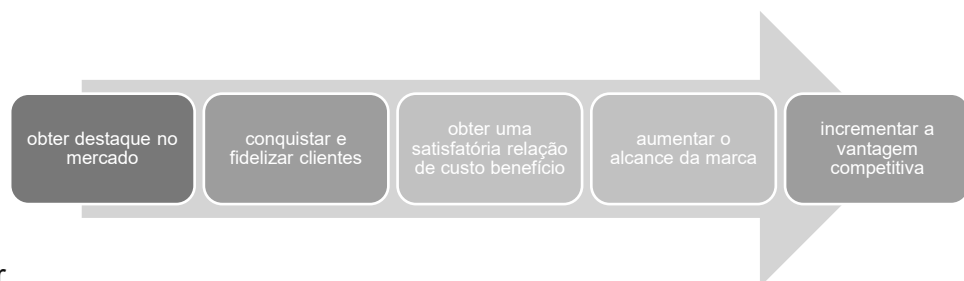 obter destaque no
mercado
conquistar e
fidelizar clientes
obter uma
satisfatória relação
de custo benefício
aumentar o
alcance da marca
incrementar a
vantagem
competitiva
r